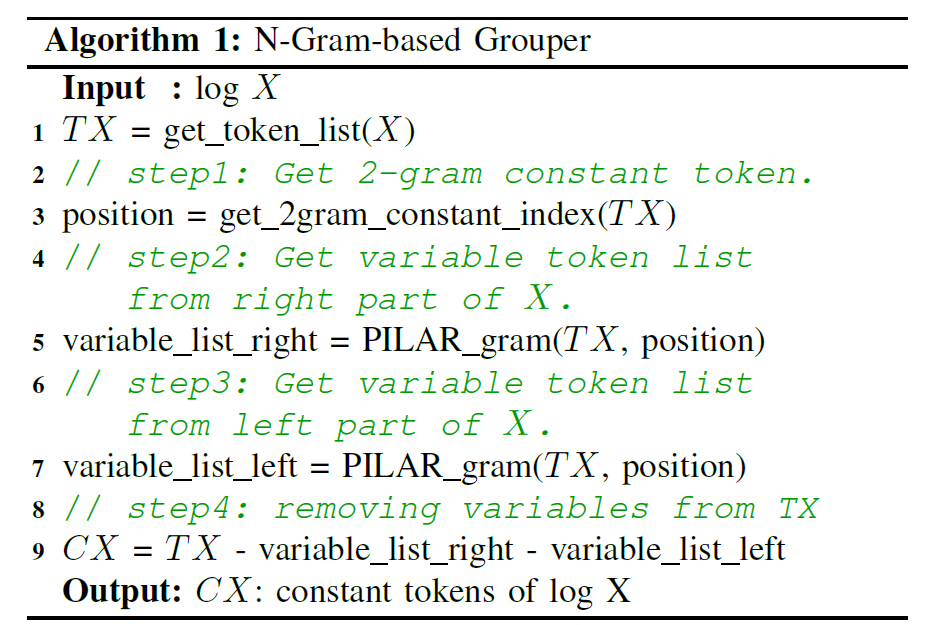 Algorithm 1: N-Gram-based Grouper
Input : log X
1 TX = get_token_list(X)
2 // step1: Get 2-gram constant token.
3 position = get_2gram_constant_index(TX)
4 // step2: Get variable token list
from right part of X.
5 variable_list_right = PILAR_gram(TX, position)
6 // step3: Get variable token list
from left part of X.
7 variable_list_left = PILAR_gram(TX, position)
8 // step4: removing variables from TX
9 CX = TX - variable_list_right - variable_list_left
Output: CX: constant tokens of log X